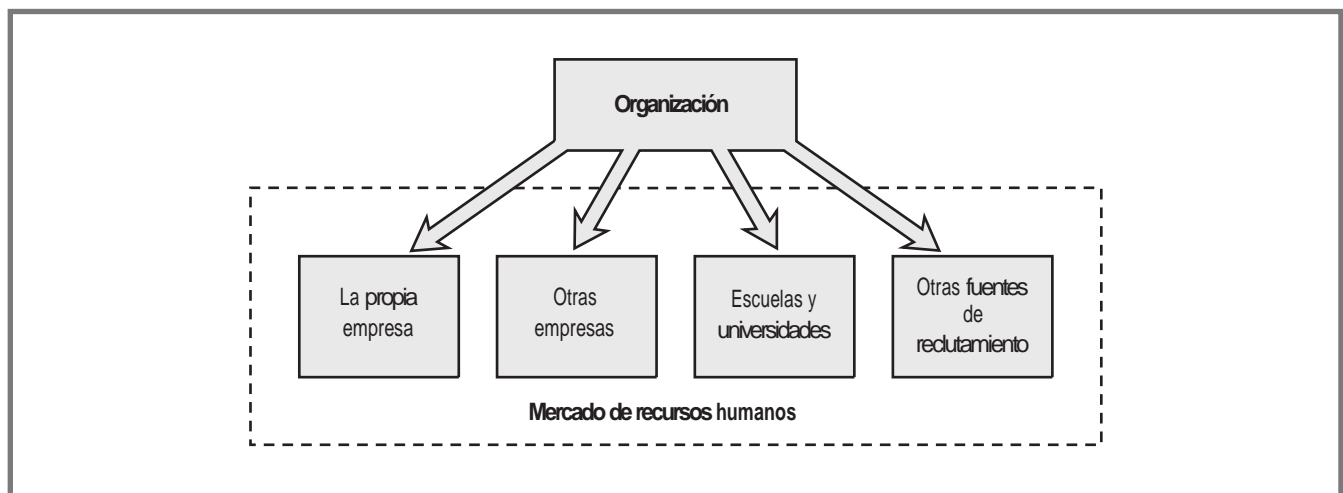 Organización
La propia
empresa
Otras
empresas
Escuelas y
universidades
Otras fuentes
de
reclutamiento
Mercado de recursos humanos